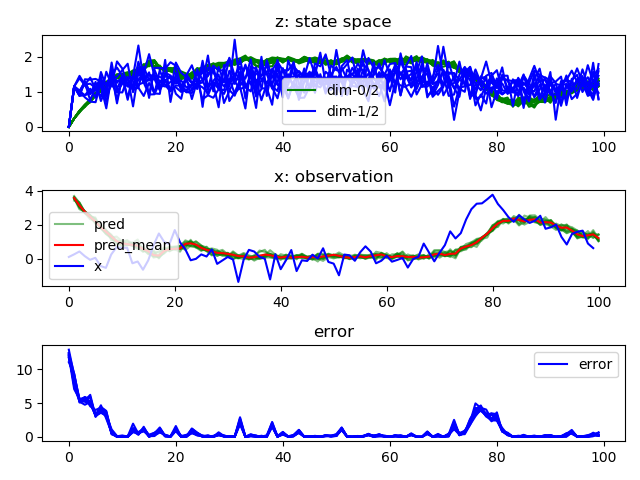 z: state space
2
1
0
dim-0/2
dim-1/2
0 20 40 60 80 100
x: observation
4
2
0
pred
pred_mean
x
0 20 40 60 80 100
error
10
5
0
error
0 20 40 60 80 100